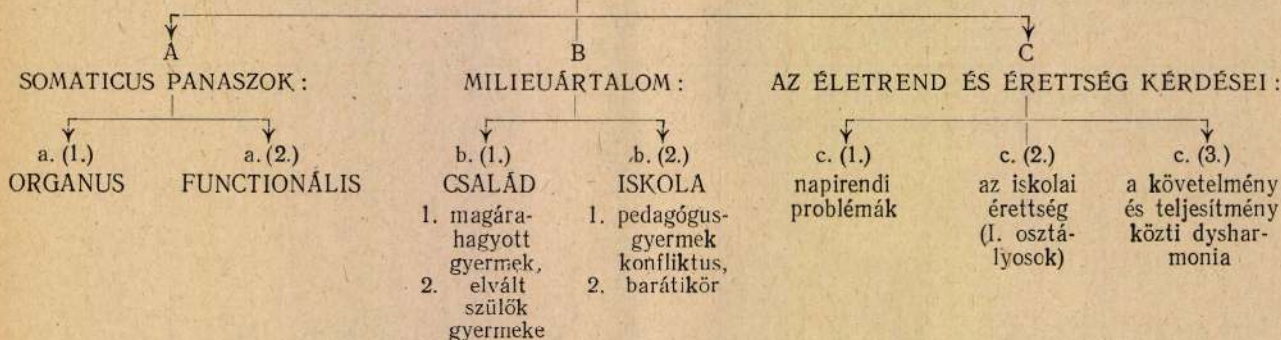 A
SOMATICUS PANASZOK:
a. (1.)
ORGANUS
a. (2.)
FUNCTIONÁLIS
B
MILIEUÁRTALOM:
b. (1.)
CSALÁD
1. magára-
hagyott
gyermek,
2. elvált
szülők
gyermeke
b. (2.)
ISKOLA
1. pedagógus-
gyermek
konfliktus,
2. barátikör
C
AZ ÉLETREND ÉS ÉRETTSÉG KÉRDÉSEI:
c. (1.)
napirendi
problémák
c. (2.)
az iskolai
érettség
(I. osztá-
lyosok)
c. (3.)
a követelmény
és teljesítmény
közti dyshar-
monia